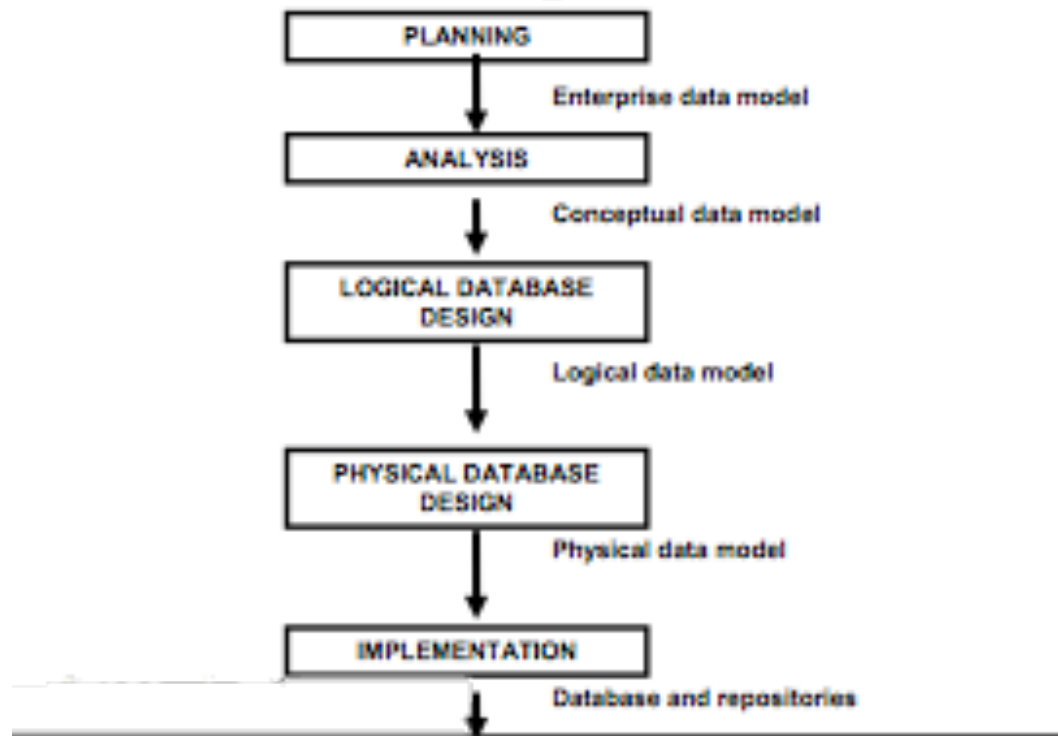 PLANNING
Enterprise data model
ANALYSIS
Conceptual data model
LOGICAL DATABASE
DESIGN
Logical data model
PHYSICAL DATABASE
DESIGN
Physical data model
IMPLEMENTATION
Database and repositories